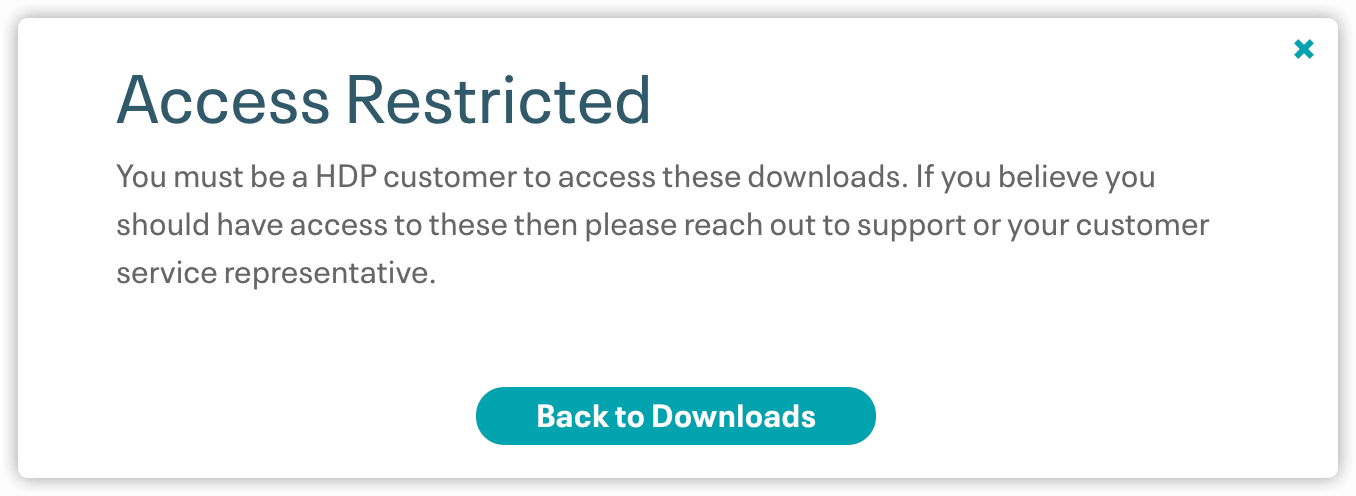 Access Restricted
You must be a HDP customer to access these downloads. If you believe you
should have access to these then please reach out to support or your customer
service representative.
Back to Downloads